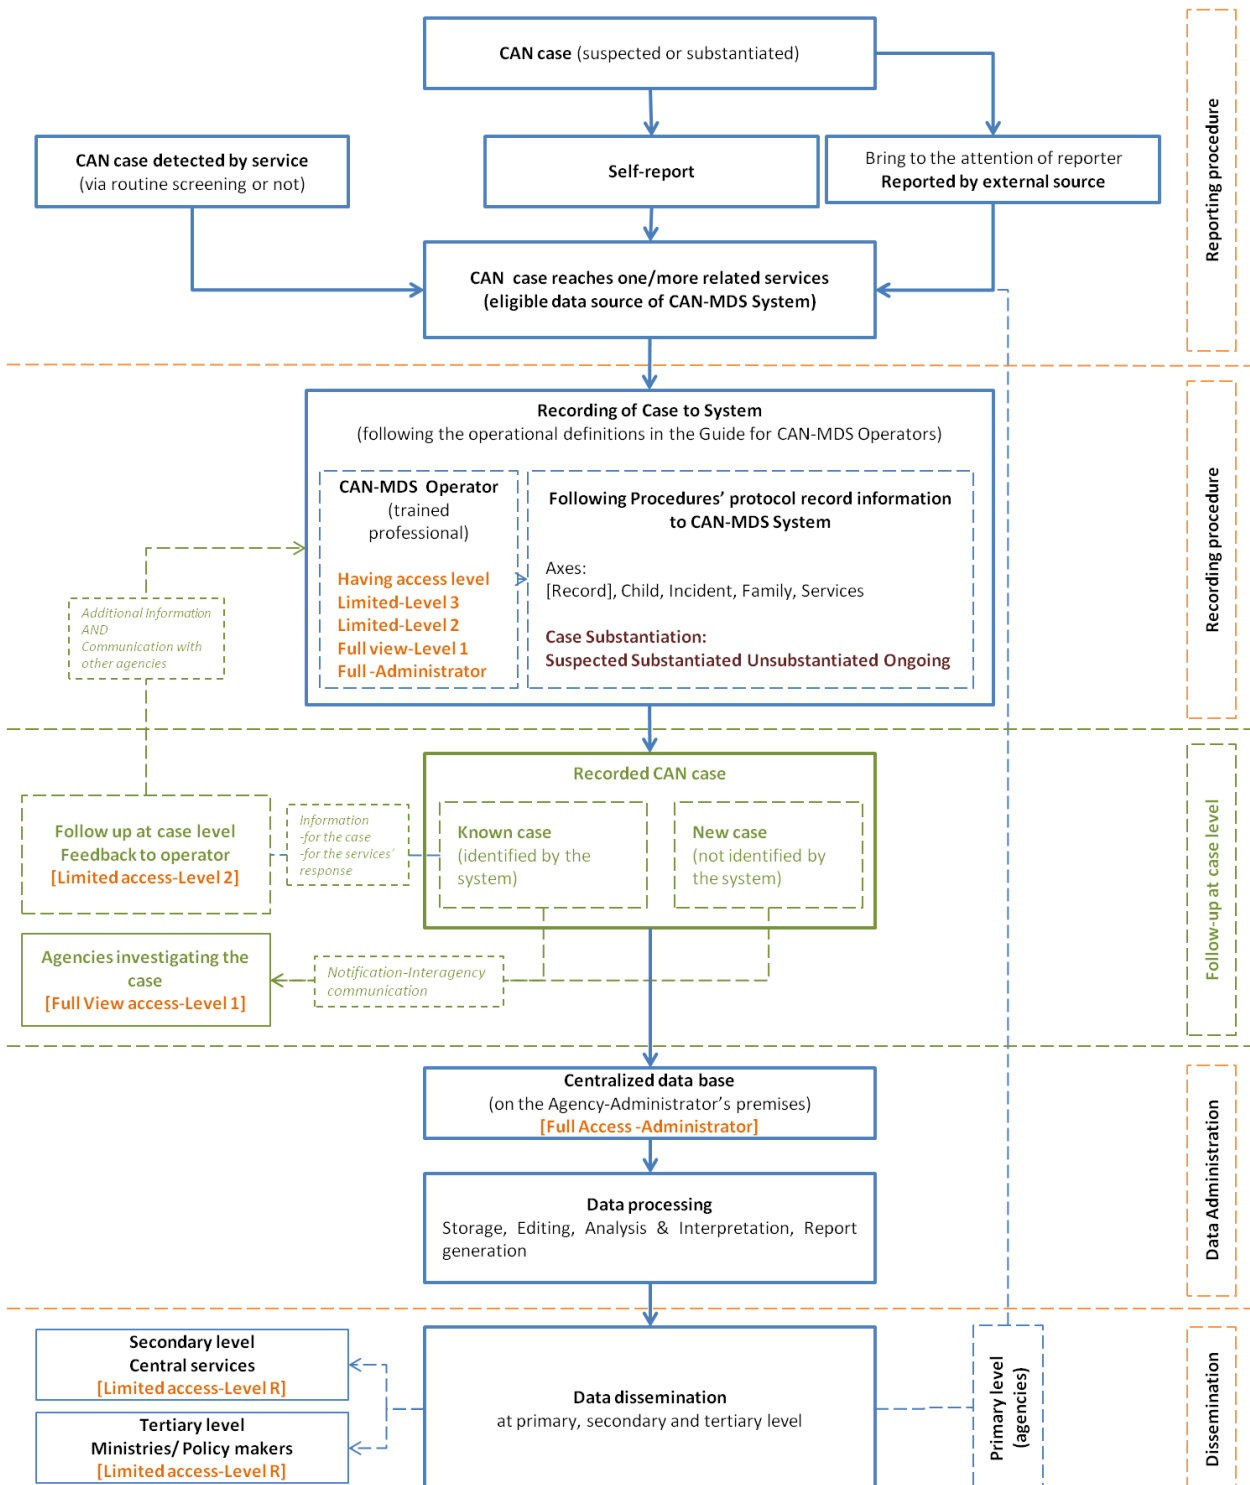 CAN case (suspected or substantiated)
CAN case detected by service
(via routine screening or not)
Self-report
Bring to the attention of reporter
Reported by external source
CAN case reaches one/more related services
(eligible data source of CAN-MDS System)
Reporting procedure
Recording of Case to System
(following the operational definitions in the Guide for CAN-MDS Operators)
CAN-MDS Operator
(trained
professional)
Having access level
Limited-Level 3
Limited-Level 2
Full view-Level 1
Full -Administrator
Following Procedures’ protocol record information
to CAN-MDS System
Axes:
[Record], Child, Incident, Family, Services
Case Substantiation:
Suspected Substantiated Unsubstantiated Ongoing
Additional Information
AND
Communication with
other agencies
Recording procedure
Recorded CAN case
Known case
(identified by the
system)
New case
(not identified by
the system)
Information
-for the case
-for the services’
response
Follow up at case level
Feedback to operator
[Limited access-Level 2]
Agencies investigating the
case
[Full View access-Level 1]
Notification-Interagency
communication
Follow-up at case level
Centralized data base
(on the Agency-Administrator’s premises)
[Full Access -Administrator]
Data processing
Storage, Editing, Analysis & Interpretation, Report
generation
Data Administration
Secondary level
Central services
[Limited access-Level R]
Tertiary level
Ministries/ Policy makers
[Limited access-Level R]
Data dissemination
at primary, secondary and tertiary level
Primary level
(agencies)
Dissemination